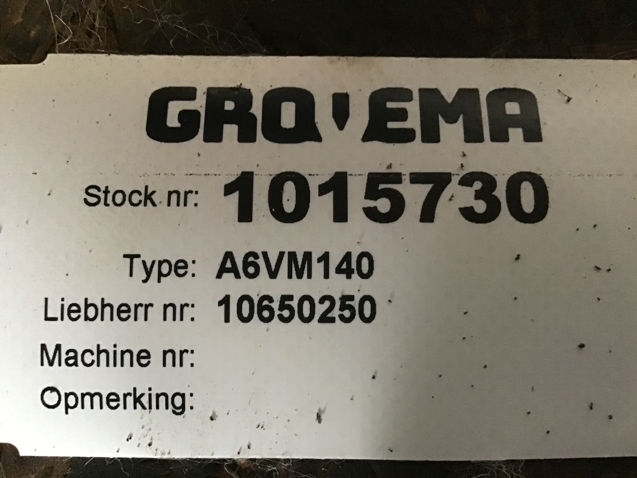 GRO'EMA
Stock nr: 1015730
Type: A6VM140
Liebherr nr: 10650250
Machine nr:
Opmerking: